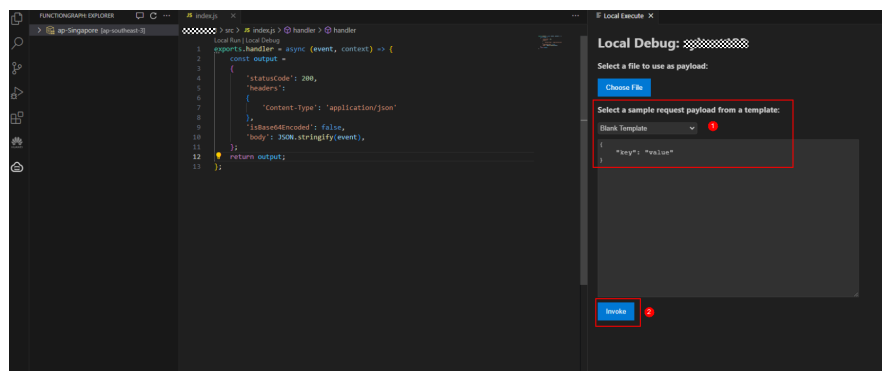 FUNCTIONGRAPH: EXPLORER
ap-Singapore [ap-southeast-3]
JS index.js ×
> src > JS index.js > handler > handler
Local Run | Local Debug
1 exports.handler = async (event, context) => {
2 const output =
3 {
4 'statusCode': 200,
5 'headers':
6 {
7 'Content-Type': 'application/json'
8 },
9 'isBase64Encoded': false,
10 'body': JSON.stringify(event),
11 };
12 return output;
13 };
Local Execute ×
Local Debug:
Select a file to use as payload:
Choose File
Select a sample request payload from a template:
Blank Template
1
{
"key": "value"
}
Invoke
2